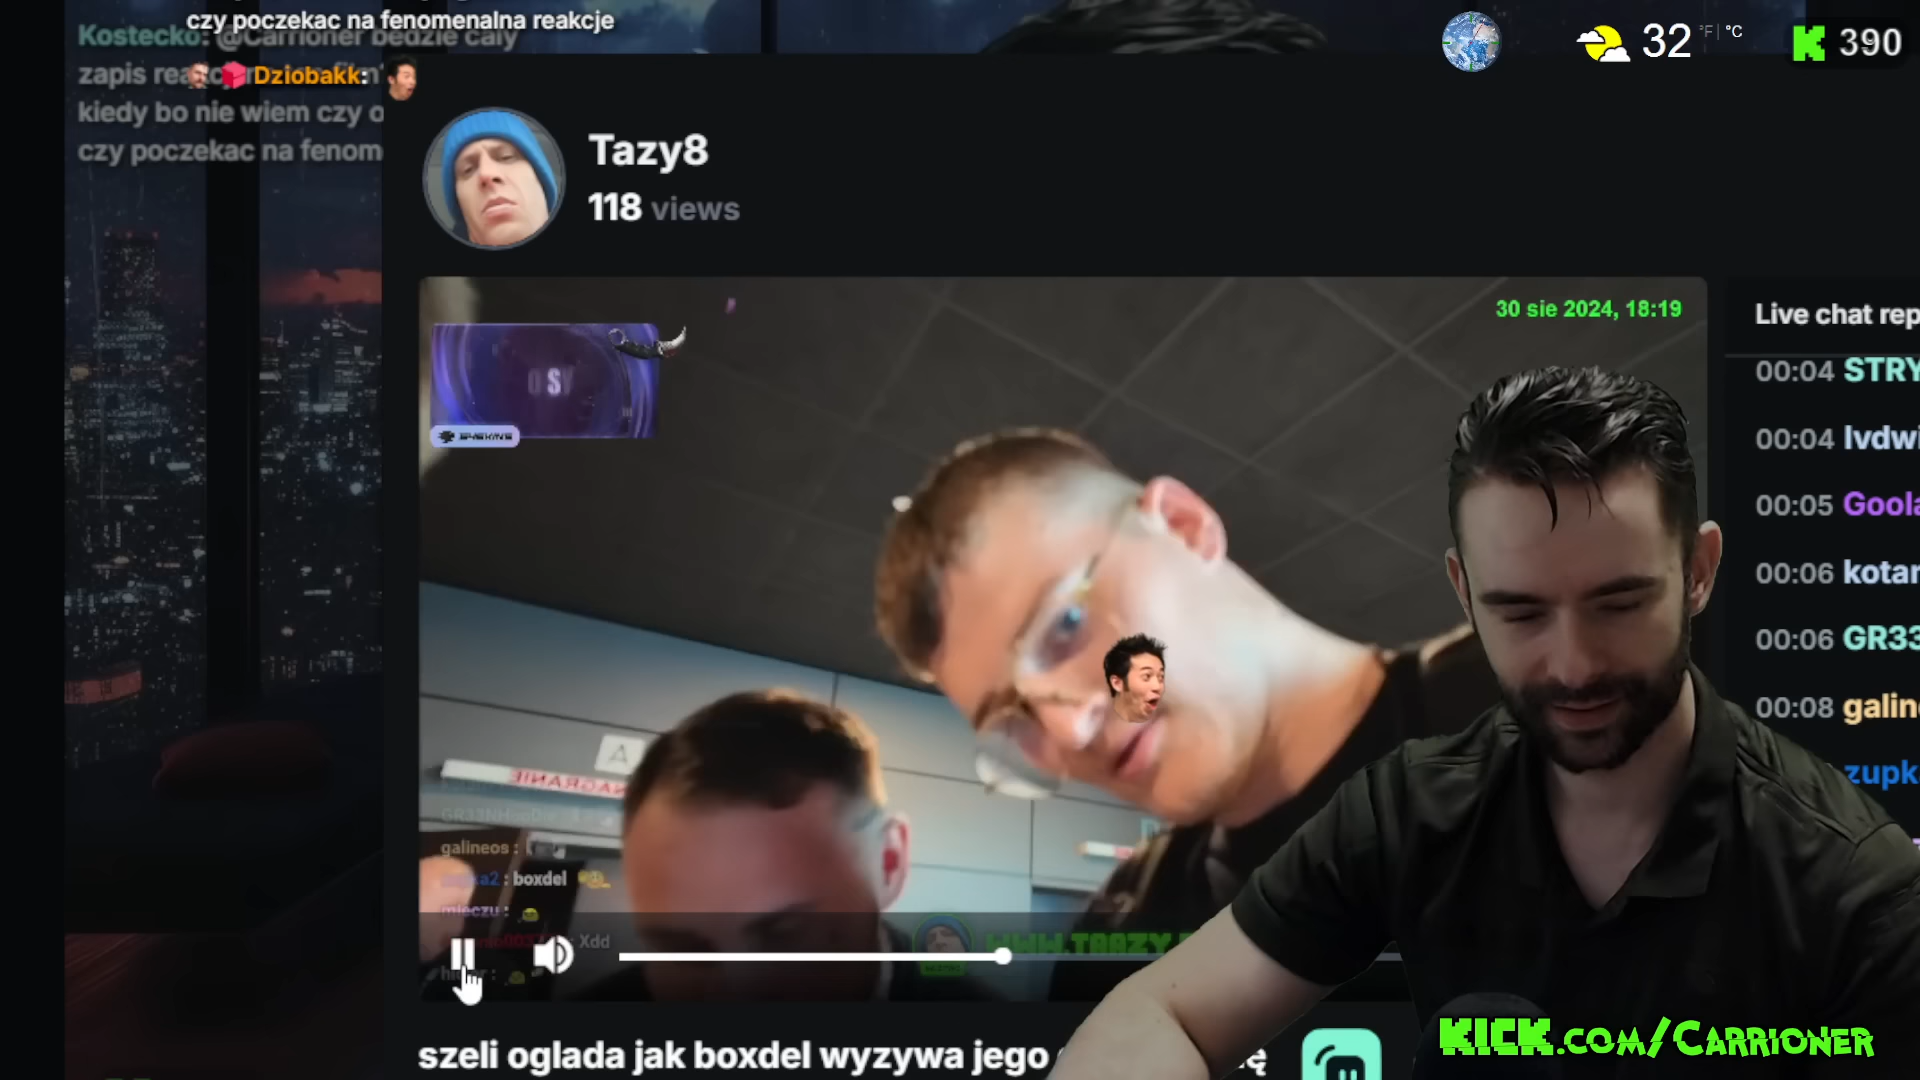 czy poczekac na fenomenalna reakcje
Kostecko: @Carrioner bedzie caly
zapis
Dziobakk:
kiedy bo nie wiem czy o
czy poczekac na fenom
32 °F | °C
390
Tazy8
118 views
30 sie 2024, 18:19
Live chat rep
00:04 STRY
00:04 lvdwi
00:05 Goola
00:06 kotar
00:06 GR33
00:08 galin
zupk
A
NAGRANIE
galineos :
boxdel
mleczu :
Xdd
szeli oglada jak boxdel wyzywa jego
KICK.com/Carrioner